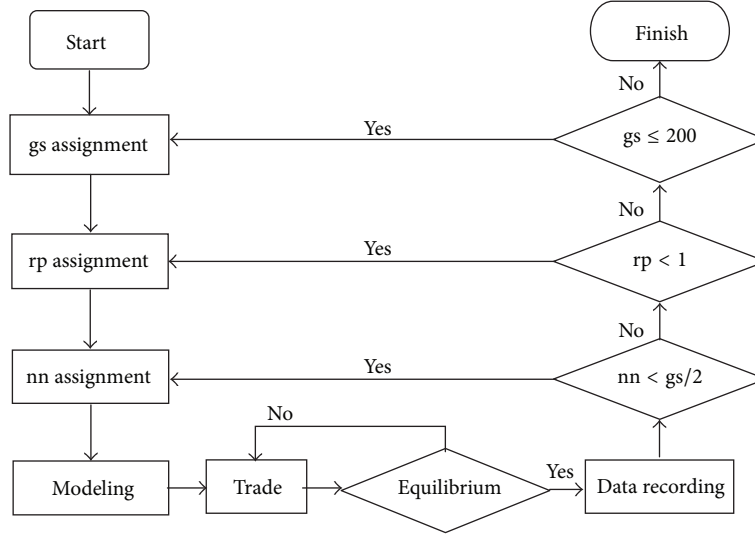 Start
Finish
No
gs assignment
Yes
gs ≤ 200
No
rp assignment
Yes
rp < 1
No
nn assignment
Yes
nn < gs/2
No
Modeling
Trade
Equilibrium
Yes
Data recording